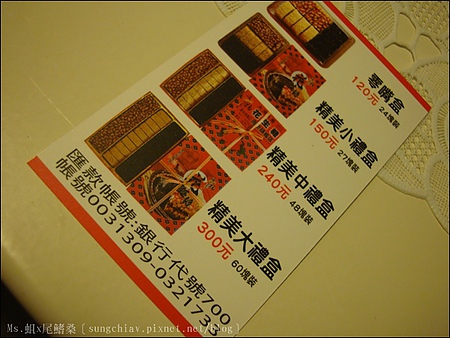 零嘴盒
120元 24塊裝
精美小禮盒
150元 27塊裝
精美中禮盒
240元 48塊裝
精美大禮盒
300元 60塊裝
匯款帳號:銀行代號700
帳號0031309-0321733
Ms.蛆x尾鰭桑 [ sungchiav.pixnet.net/blog ]